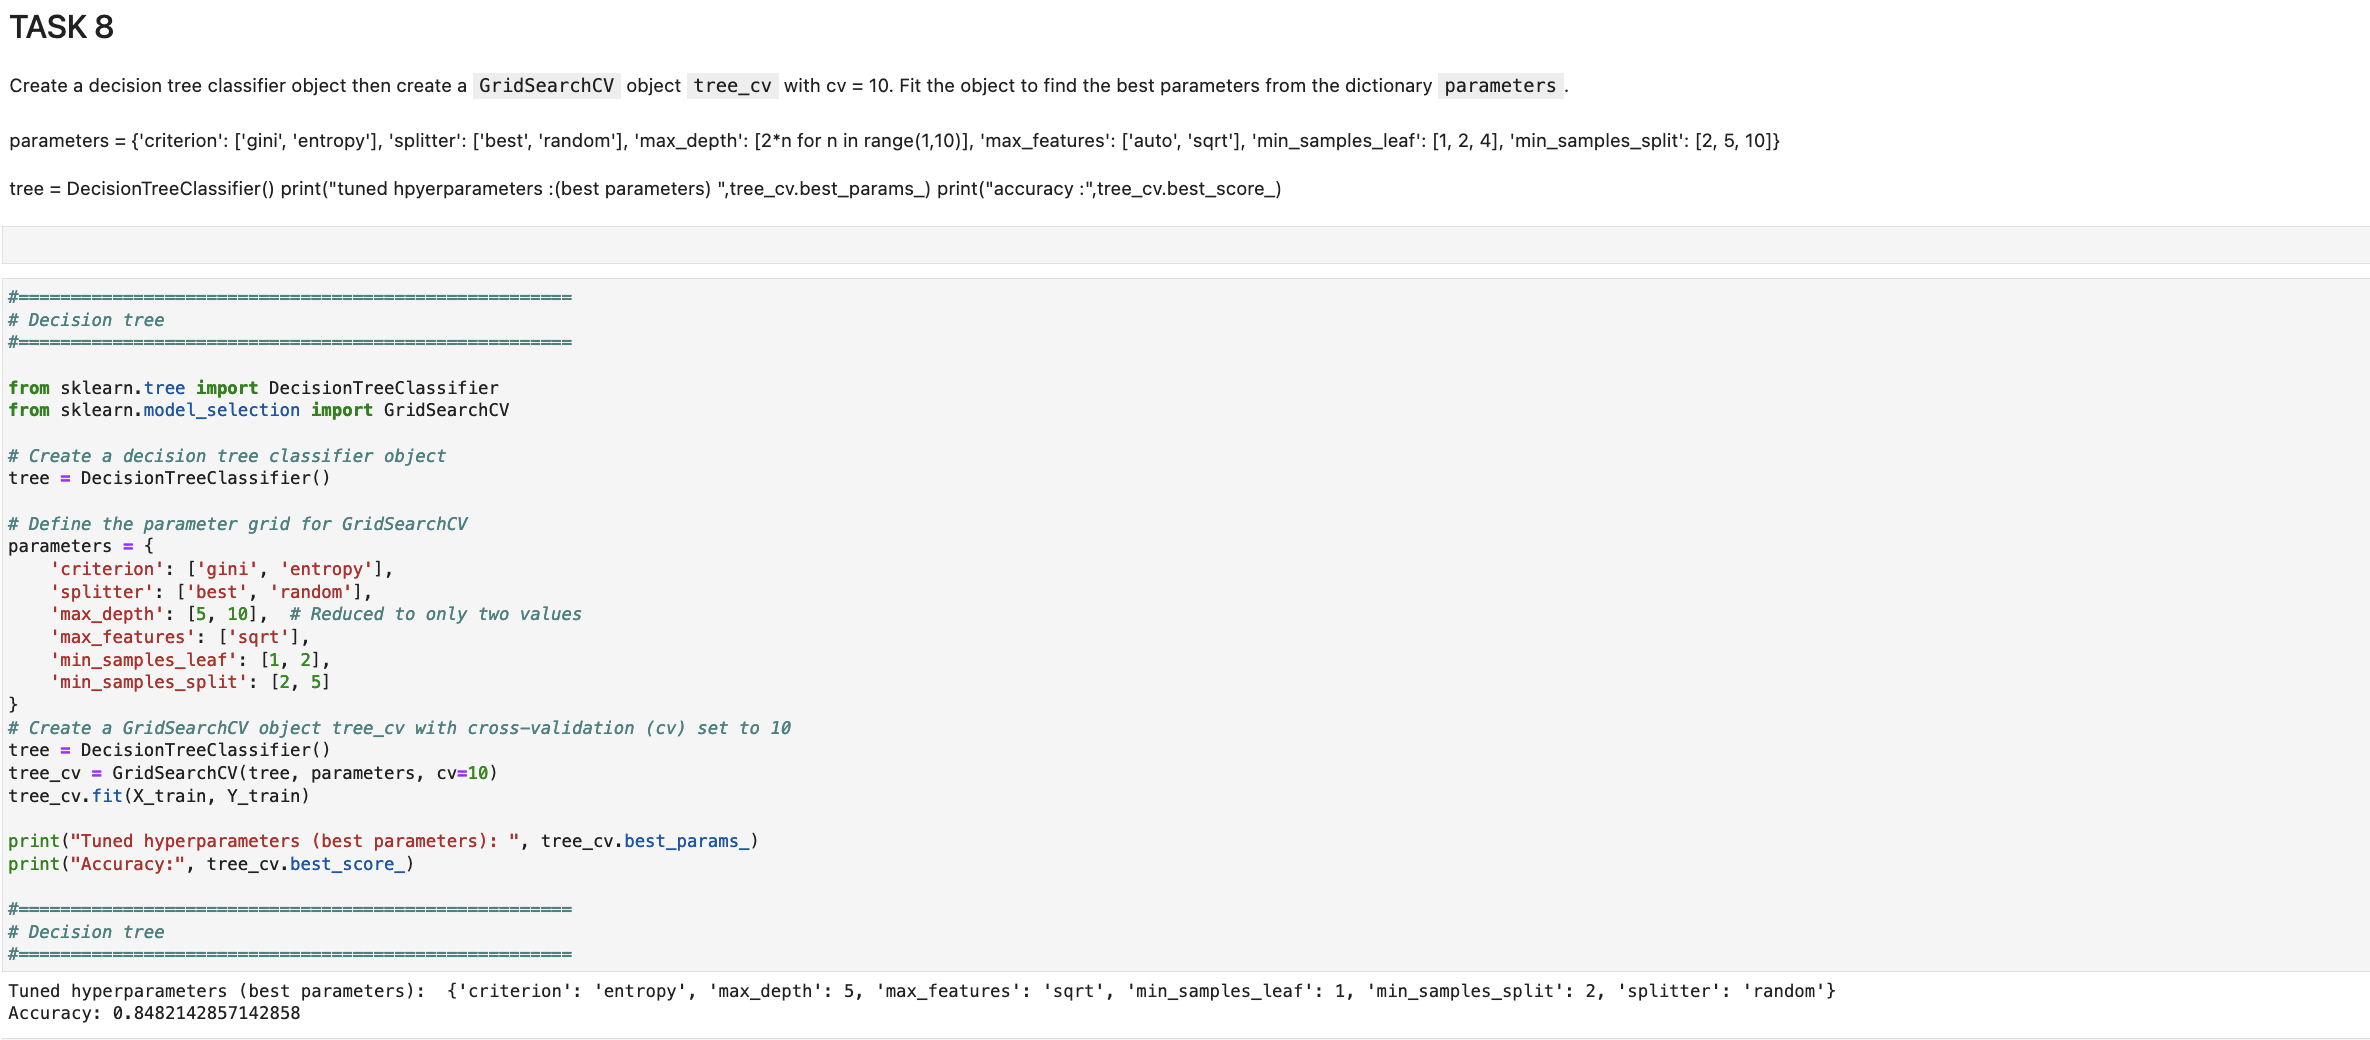 TASK 8
Create a decision tree classifier object then create a GridSearchCV object tree_cv with cv = 10. Fit the object to find the best parameters from the dictionary parameters .
parameters = {'criterion': ['gini', 'entropy'], 'splitter': ['best', 'random'], 'max_depth': [2*n for n in range(1,10)], 'max_features': ['auto', 'sqrt'], 'min_samples_leaf': [1, 2, 4], 'min_samples_split': [2, 5, 10]}
tree = DecisionTreeClassifier() print("tuned hpyerparameters :(best parameters) ",tree_cv.best_params_) print("accuracy :",tree_cv.best_score_)
#=====================================================
# Decision tree
#=====================================================
from sklearn.tree import DecisionTreeClassifier
from sklearn.model_selection import GridSearchCV
# Create a decision tree classifier object
tree = DecisionTreeClassifier()
# Define the parameter grid for GridSearchCV
parameters = {
    'criterion': ['gini', 'entropy'],
    'splitter': ['best', 'random'],
    'max_depth': [5, 10],  # Reduced to only two values
    'max_features': ['sqrt'],
    'min_samples_leaf': [1, 2],
    'min_samples_split': [2, 5]
}
# Create a GridSearchCV object tree_cv with cross-validation (cv) set to 10
tree = DecisionTreeClassifier()
tree_cv = GridSearchCV(tree, parameters, cv=10)
tree_cv.fit(X_train, Y_train)
print("Tuned hyperparameters (best parameters): ", tree_cv.best_params_)
print("Accuracy:", tree_cv.best_score_)
#=====================================================
# Decision tree
#=====================================================
Tuned hyperparameters (best parameters):  {'criterion': 'entropy', 'max_depth': 5, 'max_features': 'sqrt', 'min_samples_leaf': 1, 'min_samples_split': 2, 'splitter': 'random'}
Accuracy: 0.8482142857142858